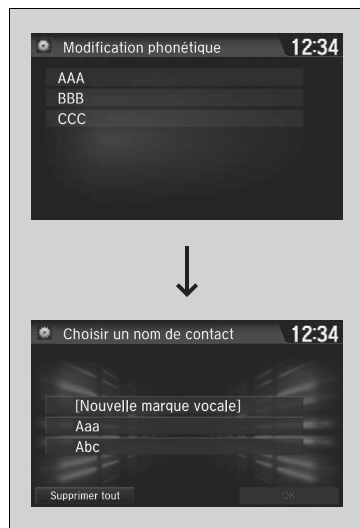 Modification phonétique 12:34
AAA
BBB
CCC
Choisir un nom de contact 12:34
[Nouvelle marque vocale]
Aaa
Abc
Supprimer tout OK